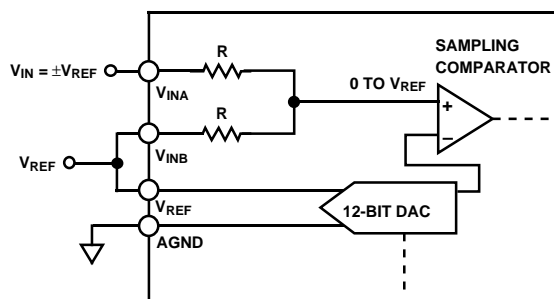 R
SAMPLING
COMPARATOR
V_IN = ±V_REF
V_INA
0 TO V_REF
+
R
−
V_INB
V_REF
V_REF
12-BIT DAC
AGND